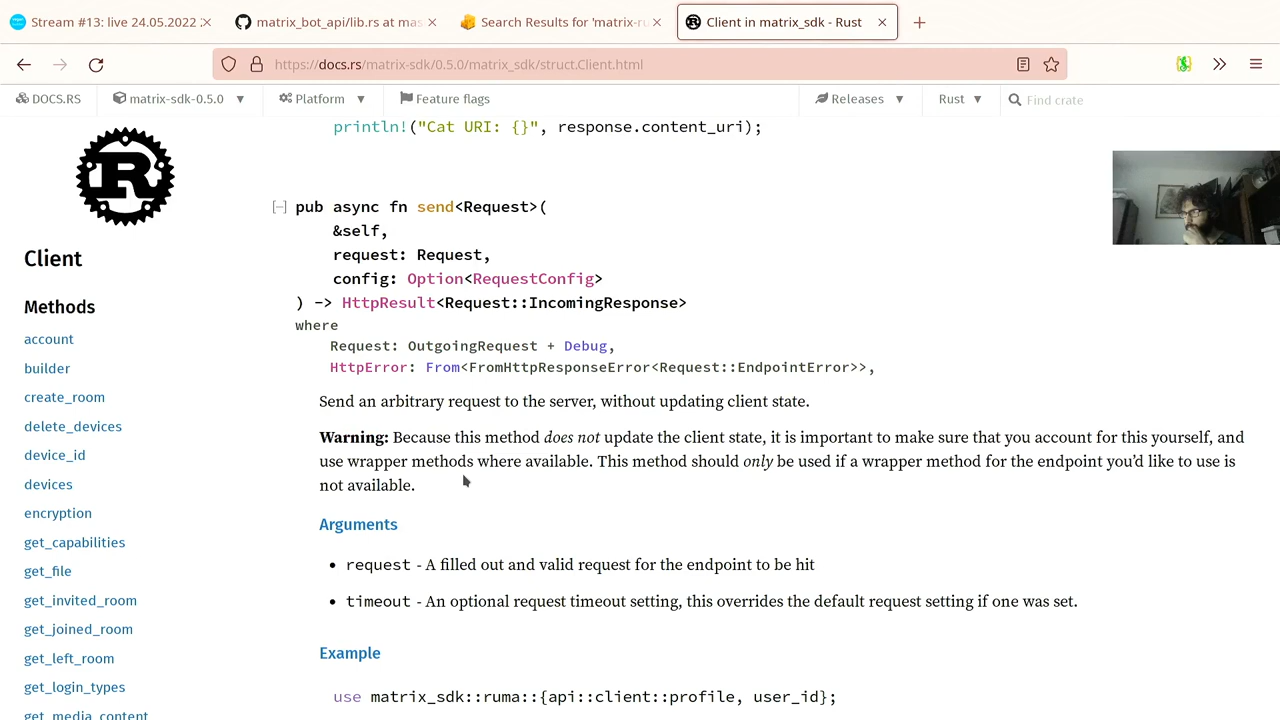 Stream #13: live 24.05.2022
matrix_bot_api/lib.rs at mas
Search Results for 'matrix-ru
Client in matrix_sdk - Rust
https://docs.rs/matrix-sdk/0.5.0/matrix_sdk/struct.Client.html
DOCS.RS
matrix-sdk-0.5.0
Platform
Feature flags
Releases
Rust
Find crate
println!("Cat URI: {}", response.content_uri);
R
Client
Methods
account
builder
create_room
delete_devices
device_id
devices
encryption
get_capabilities
get_file
get_invited_room
get_joined_room
get_left_room
get_login_types
get_media_content
[-] pub async fn send<Request>(
&self,
request: Request,
config: Option<RequestConfig>
) -> HttpResult<Request::IncomingResponse>
where
Request: OutgoingRequest + Debug,
HttpError: From<FromHttpResponseError<Request::EndpointError>>,
Send an arbitrary request to the server, without updating client state.
Warning: Because this method does not update the client state, it is important to make sure that you account for this yourself, and
use wrapper methods where available. This method should only be used if a wrapper method for the endpoint you'd like to use is
not available.
Arguments
• request - A filled out and valid request for the endpoint to be hit
• timeout - An optional request timeout setting, this overrides the default request setting if one was set.
Example
use matrix_sdk::ruma::{api::client::profile, user_id};